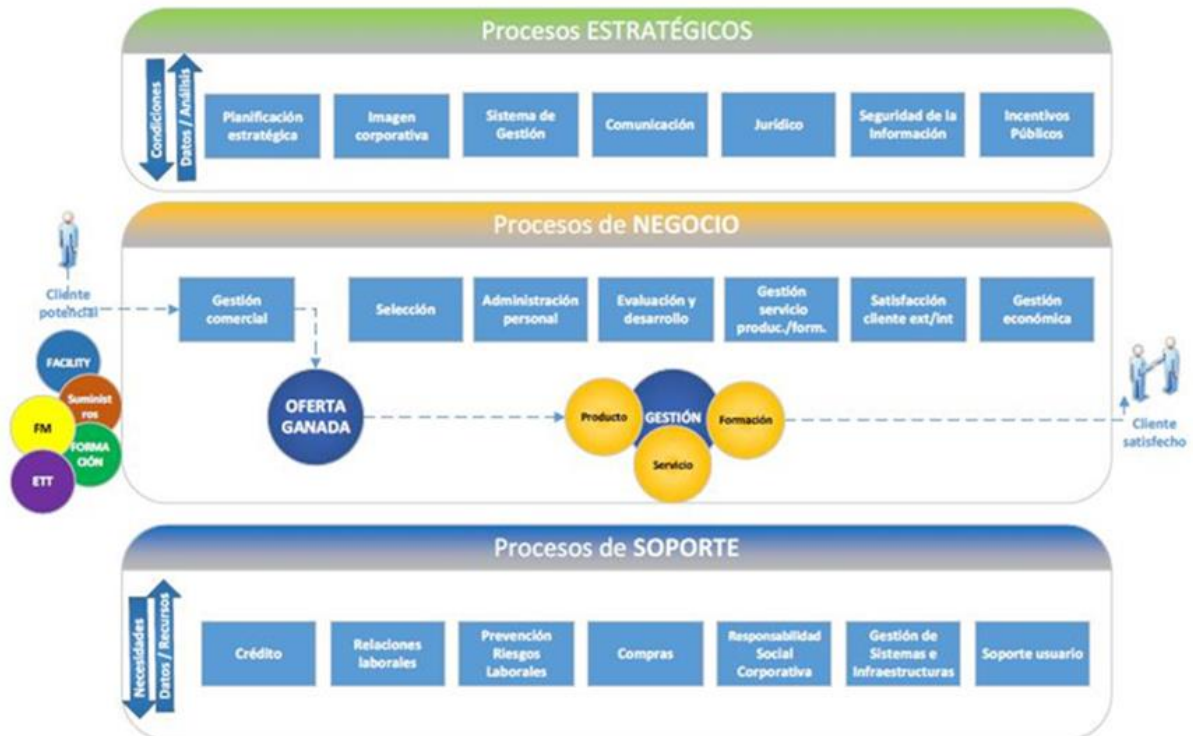 Procesos ESTRATÉGICOS
Condiciones
Datos / Análisis
Planificación
estratégica
Imagen
corporativa
Sistema de
Gestión
Comunicación
Jurídico
Seguridad de la
Información
Incentivos
Públicos
Procesos de NEGOCIO
Cliente
potencial
Gestión
comercial
Selección
Administración
personal
Evaluación y
desarrollo
Gestión
servicio
produc./form.
Satisfacción
cliente ext/int
Gestión
económica
FACILITY
Suminist
ros
FM
FORMA
CIÓN
ETT
OFERTA
GANADA
Producto
GESTIÓN
Formación
Servicio
Cliente
satisfecho
Procesos de SOPORTE
Necesidades
Datos / Recursos
Crédito
Relaciones
laborales
Prevención
Riesgos
Laborales
Compras
Responsabilidad
Social
Corporativa
Gestión de
Sistemas e
Infraestructuras
Soporte usuario